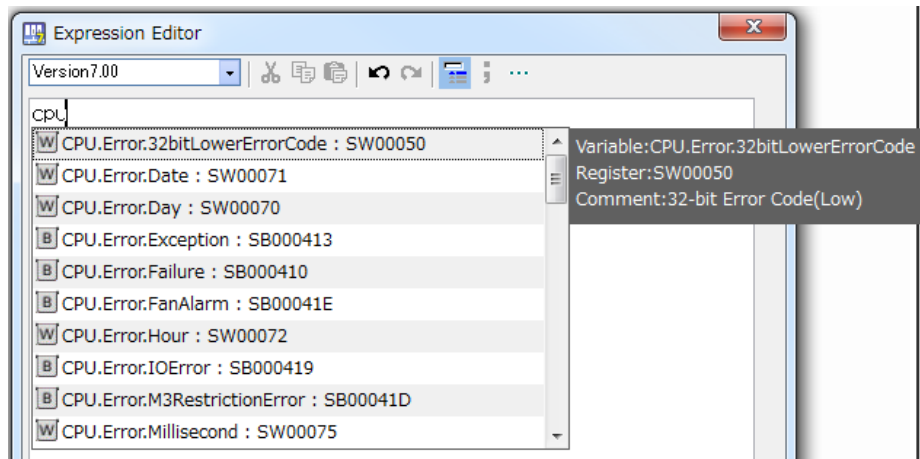 Expression Editor
Version7.00
cpu
W CPU.Error.32bitLowerErrorCode : SW00050
W CPU.Error.Date : SW00071
W CPU.Error.Day : SW00070
B CPU.Error.Exception : SB000413
B CPU.Error.Failure : SB000410
B CPU.Error.FanAlarm : SB00041E
W CPU.Error.Hour : SW00072
B CPU.Error.IOError : SB000419
B CPU.Error.M3RestrictionError : SB00041D
W CPU.Error.Millisecond : SW00075
Variable:CPU.Error.32bitLowerErrorCode
Register:SW00050
Comment:32-bit Error Code(Low)